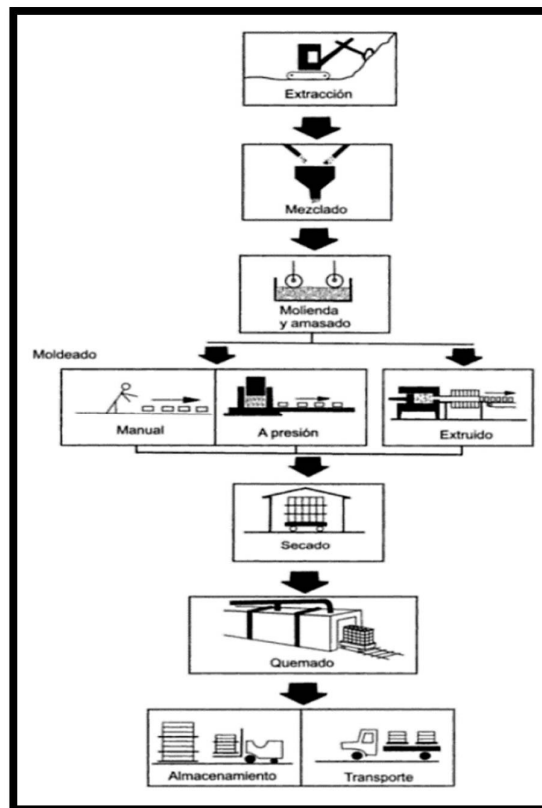 Extracción
Mezclado
Molienda
y amasado
Moldeado
Manual
A presión
Extruido
Secado
Quemado
Almacenamiento
Transporte